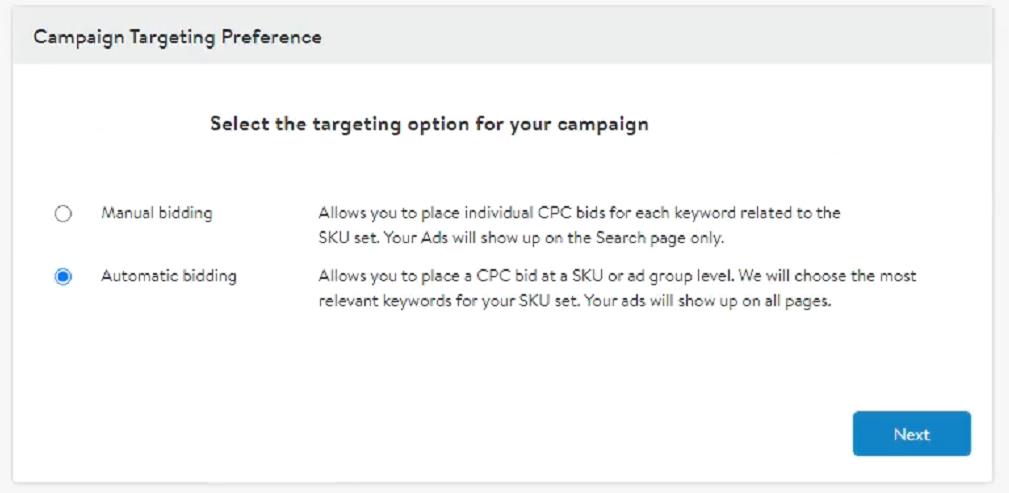 Campaign Targeting Preference
Select the targeting option for your campaign
Manual bidding
Allows you to place individual CPC bids for each keyword related to the
SKU set. Your Ads will show up on the Search page only.
Automatic bidding
Allows you to place a CPC bid at a SKU or ad group level. We will choose the most
relevant keywords for your SKU set. Your ads will show up on all pages.
Next